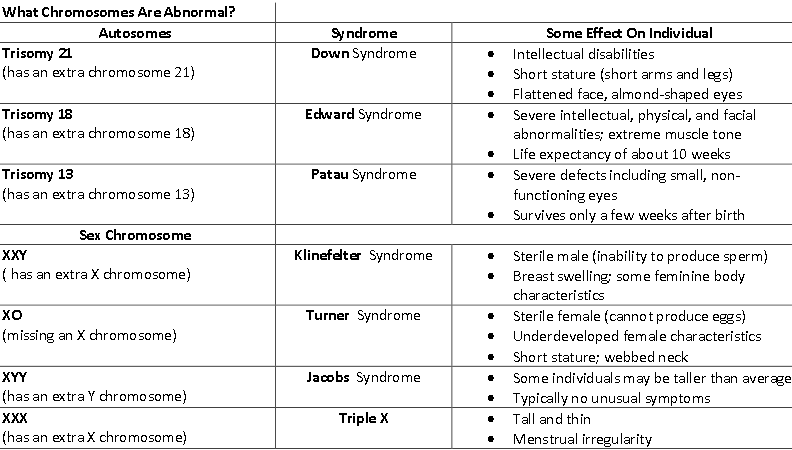 What Chromosomes Are Abnormal?
Autosomes Syndrome Some Effect On Individual
Trisomy 21
(has an extra chromosome 21)
Down Syndrome
• Intellectual disabilities
• Short stature (short arms and legs)
• Flattened face, almond-shaped eyes
Trisomy 18
(has an extra chromosome 18)
Edward Syndrome
• Severe intellectual, physical, and facial
abnormalities; extreme muscle tone
• Life expectancy of about 10 weeks
Trisomy 13
(has an extra chromosome 13)
Patau Syndrome
• Severe defects including small, non-
functioning eyes
• Survives only a few weeks after birth
Sex Chromosome
XXY
( has an extra X chromosome)
Klinefelter Syndrome
• Sterile male (inability to produce sperm)
• Breast swelling; some feminine body
characteristics
XO
(missing an X chromosome)
Turner Syndrome
• Sterile female (cannot produce eggs)
• Underdeveloped female characteristics
• Short stature; webbed neck
XYY
(has an extra Y chromosome)
Jacobs Syndrome
• Some individuals may be taller than average
• Typically no unusual symptoms
XXX
(has an extra X chromosome)
Triple X
• Tall and thin
• Menstrual irregularity